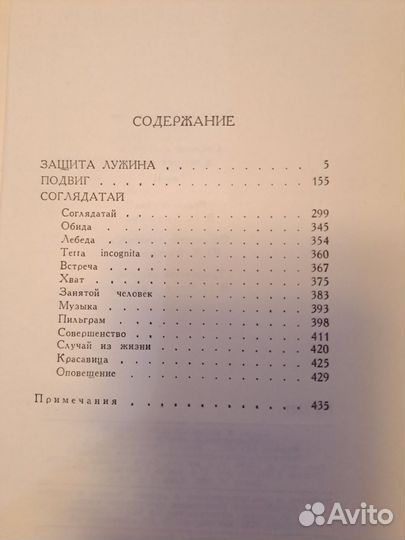 СОДЕРЖАНИЕ
ЗАЩИТА ЛУЖИНА . . . . . . . . . . 5
ПОДВИГ . . . . . . . . . . . . . 155
СОГЛЯДАТАЙ
Соглядатай . . . . . . . . . . . 299
Обида . . . . . . . . . . . . . 345
Лебеда . . . . . . . . . . . . . 354
Terra incognita . . . . . . . . . . 360
Встреча . . . . . . . . . . . . 367
Хват . . . . . . . . . . . . . 375
Занятой человек . . . . . . . . . . 383
Музыка . . . . . . . . . . . . 393
Пильграм . . . . . . . . . . . . 398
Совершенство . . . . . . . . . . . 411
Случай из жизни . . . . . . . . . . 420
Красавица . . . . . . . . . . . . 425
Оповещение . . . . . . . . . . . 429
Примечания . . . . . . . . . . . 435
Avito